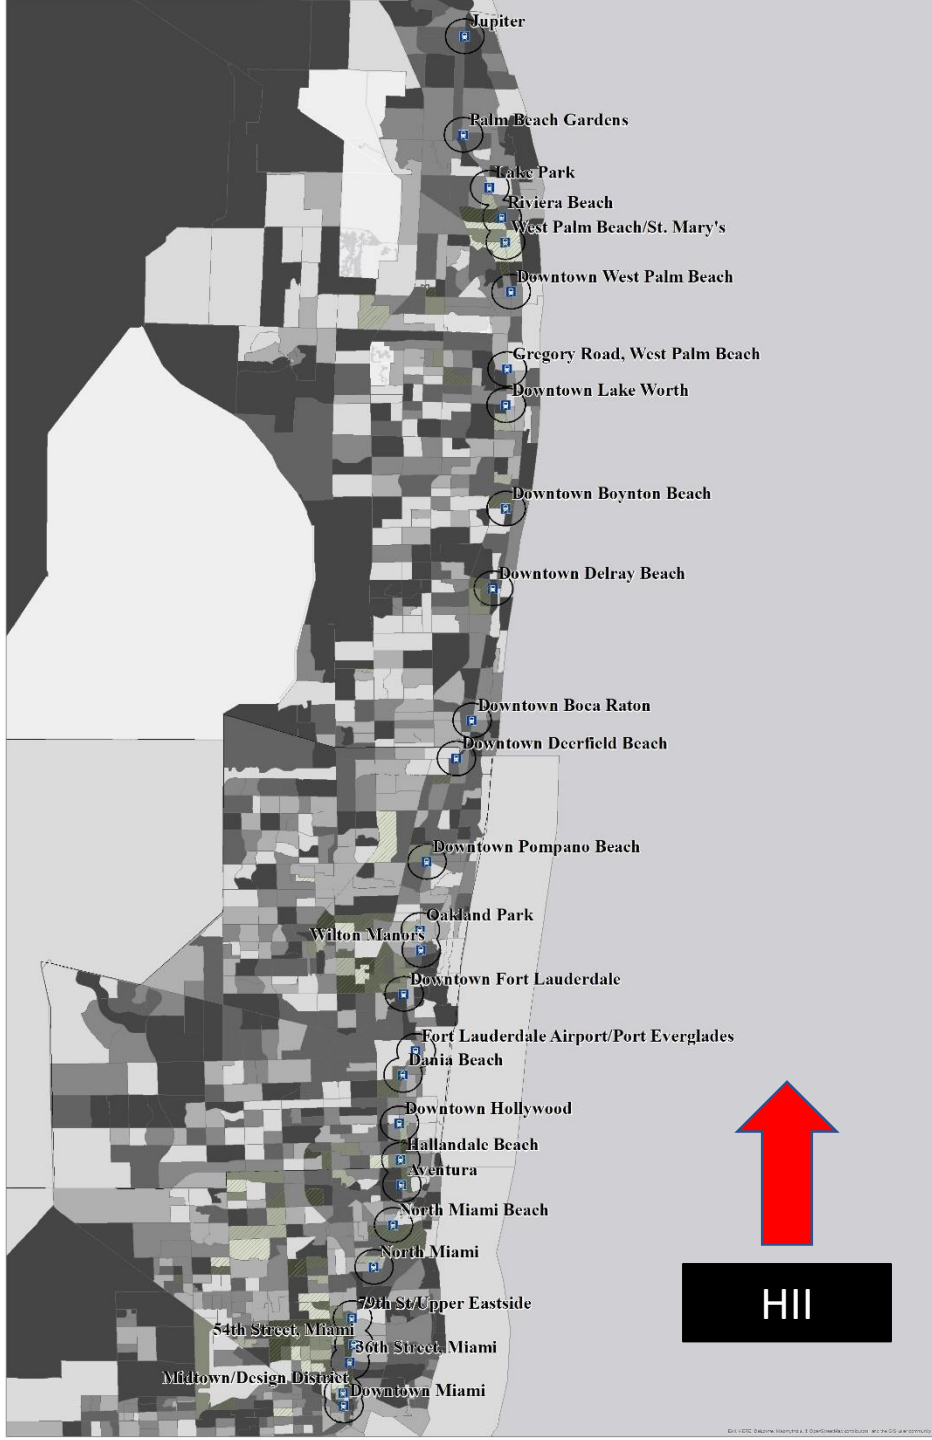 Jupiter
Palm Beach Gardens
Lake Park
Riviera Beach
West Palm Beach/St. Mary's
Downtown West Palm Beach
Gregory Road, West Palm Beach
Downtown Lake Worth
Downtown Boynton Beach
Downtown Delray Beach
Downtown Boca Raton
Downtown Deerfield Beach
Downtown Pompano Beach
Oakland Park
Wilton Manors
Downtown Fort Lauderdale
Fort Lauderdale Airport/Port Everglades
Dania Beach
Downtown Hollywood
Hallandale Beach
Aventura
North Miami Beach
North Miami
79th St/Upper Eastside
54th Street, Miami
36th Street, Miami
Midtown/Design District
Downtown Miami
HII